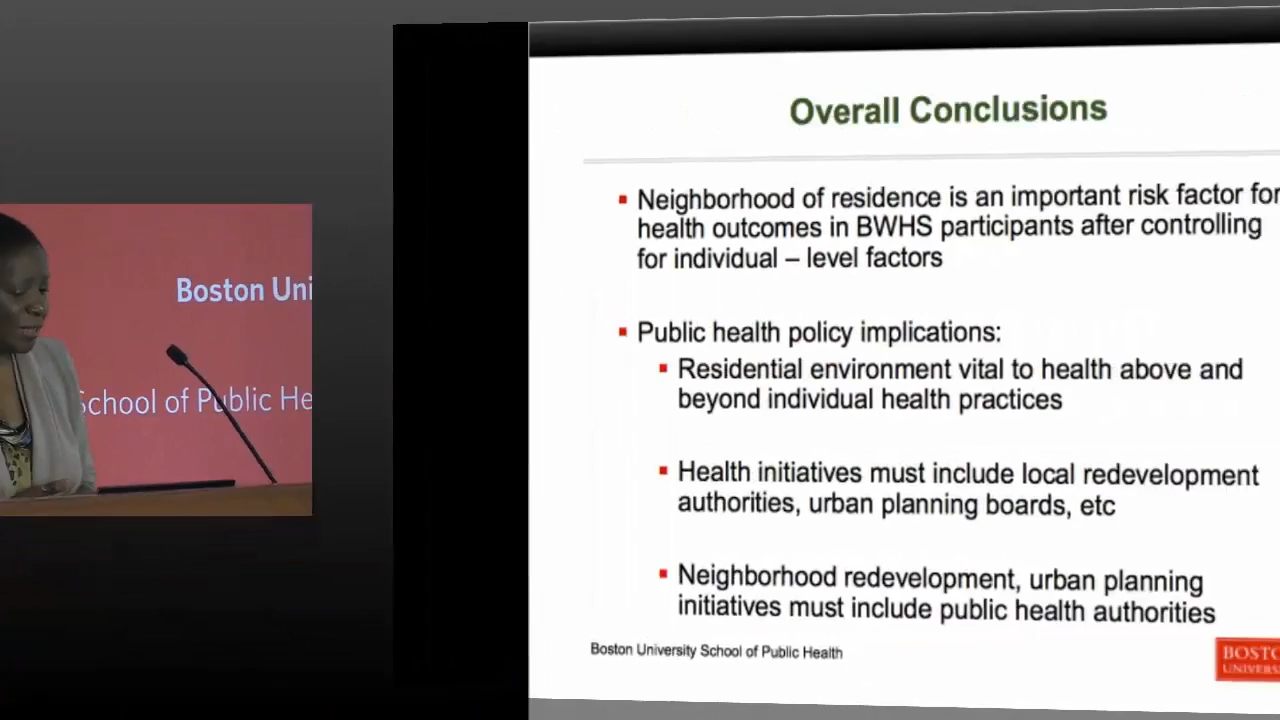 Overall Conclusions
Neighborhood of residence is an important risk factor for
health outcomes in BWHS participants after controlling
for individual – level factors
Public health policy implications:
Residential environment vital to health above and
beyond individual health practices
Health initiatives must include local redevelopment
authorities, urban planning boards, etc
Neighborhood redevelopment, urban planning
initiatives must include public health authorities
Boston University School of Public Health
BOSTO
UNIVERS
Boston Uni
School of Public He